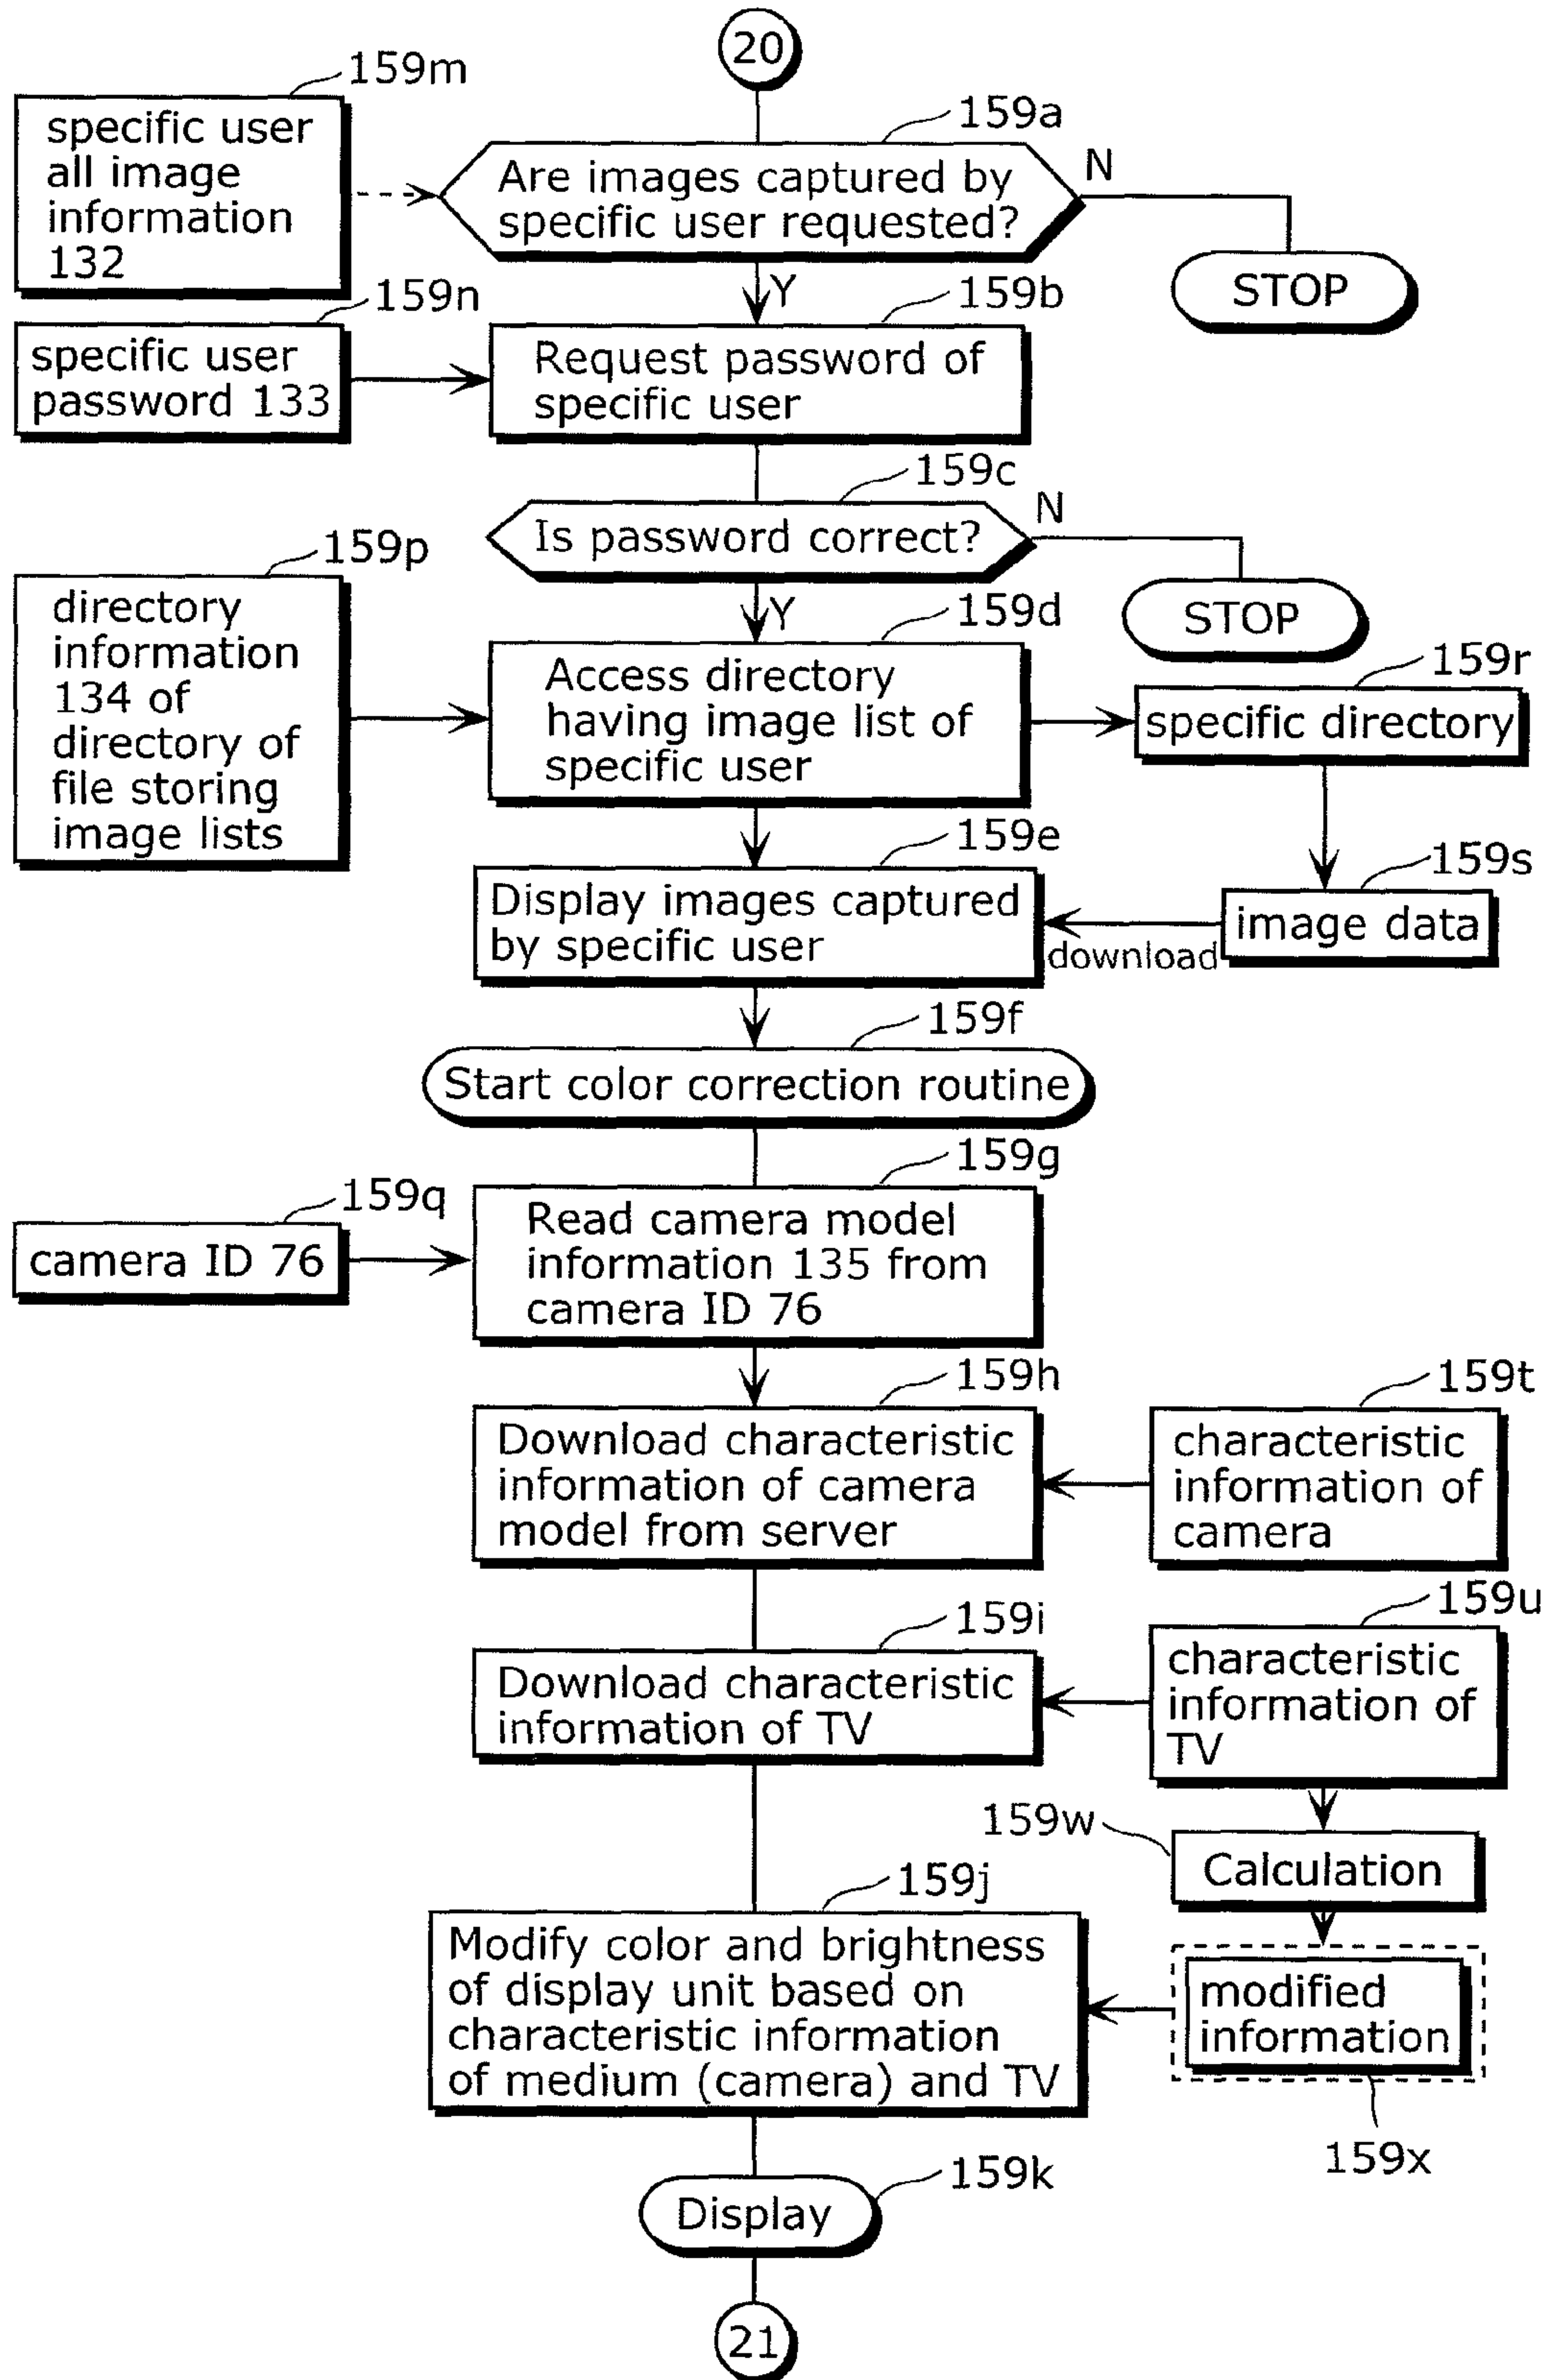 20
159m
specific user
all image
information
132
159a
Are images captured by
specific user requested?
N
STOP
Y
159n
specific user
password 133
159b
Request password of
specific user
159c
Is password correct?
N
STOP
Y
159p
directory
information
134 of
directory of
file storing
image lists
159d
Access directory
having image list of
specific user
159r
specific directory
159e
Display images captured
by specific user
download
159s
image data
159f
Start color correction routine
159q
camera ID 76
159g
Read camera model
information 135 from
camera ID 76
159h
Download characteristic
information of camera
model from server
159t
characteristic
information of
camera
159i
Download characteristic
information of TV
159u
characteristic
information of
TV
159w
Calculation
159j
Modify color and brightness
of display unit based on
characteristic information
of medium (camera) and TV
modified
information
159x
159k
Display
21